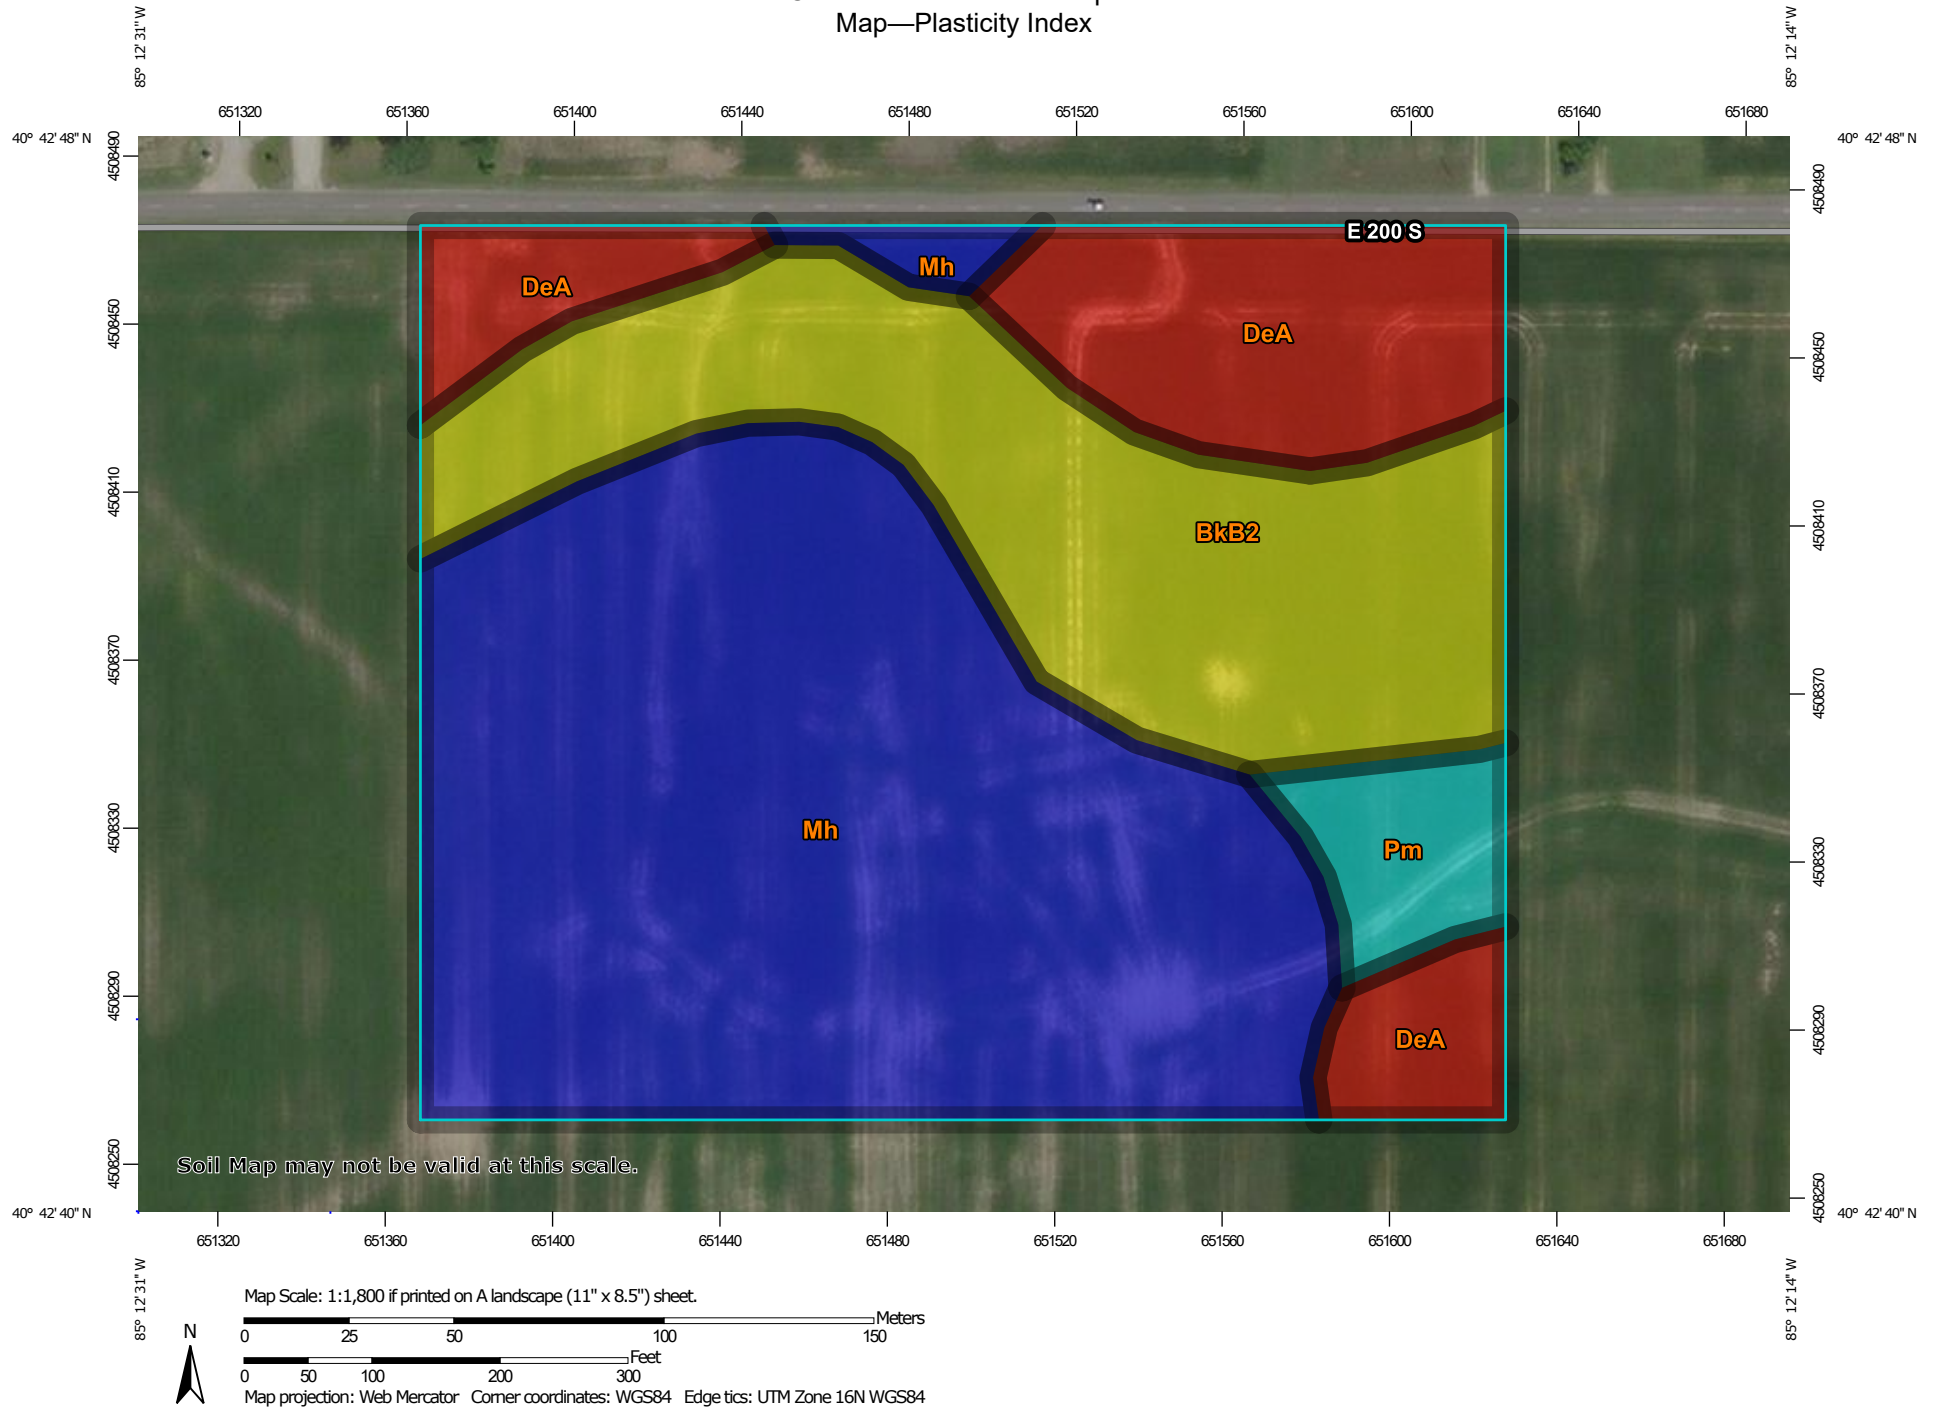 Map—Plasticity Index
85° 12' 31" W
85° 12' 14" W
651320 651360 651400 651440 651480 651520 651560 651600 651640 651680
40° 42' 48" N
40° 42' 48" N
4508490
4508490
E 200 S
Mh
DeA
DeA
4508450
4508450
4508410
4508410
BkB2
4508370
4508370
Mh
4508330
Pm
4508330
4508290
4508290
DeA
Soil Map may not be valid at this scale.
4508250
4508250
40° 42' 40" N
40° 42' 40" N
651320 651360 651400 651440 651480 651520 651560 651600 651640 651680
85° 12' 31" W
85° 12' 14" W
Map Scale: 1:1,800 if printed on A landscape (11" x 8.5") sheet.
Meters
0 25 50 100 150
N
Feet
0 50 100 200 300
Map projection: Web Mercator Corner coordinates: WGS84 Edge tics: UTM Zone 16N WGS84